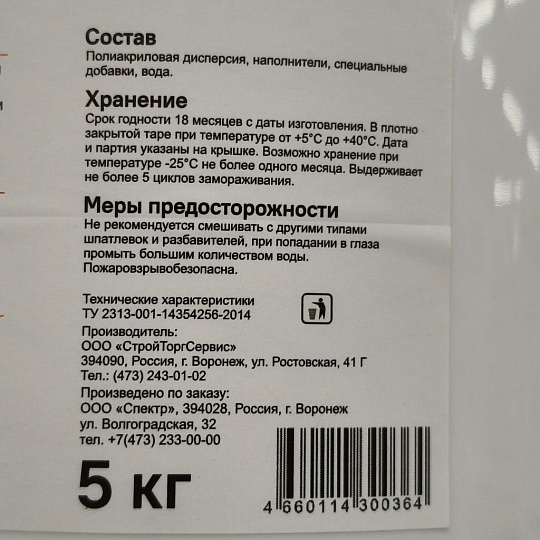 Состав
Полиакриловая дисперсия, наполнители, специальные
добавки, вода.
Хранение
Срок годности 18 месяцев с даты изготовления. В плотно
закрытой таре при температуре от +5°С до +40°С. Дата
и партия указаны на крышке. Возможно хранение при
температуре -25°С не более одного месяца. Выдерживает
не более 5 циклов замораживания.
Меры предосторожности
Не рекомендуется смешивать с другими типами
шпатлевок и разбавителей, при попадании в глаза
промыть большим количеством воды.
Пожаровзрывобезопасна.
Технические характеристики
ТУ 2313-001-14354256-2014
Производитель:
ООО «СтройТоргСервис»
394090, Россия, г. Воронеж, ул. Ростовская, 41 Г
Тел.: (473) 243-01-02
Произведено по заказу:
ООО «Спектр», 394028, Россия, г. Воронеж
ул. Волгоградская, 32
тел. +7(473) 233-00-00
5 кг
4 660114 300364